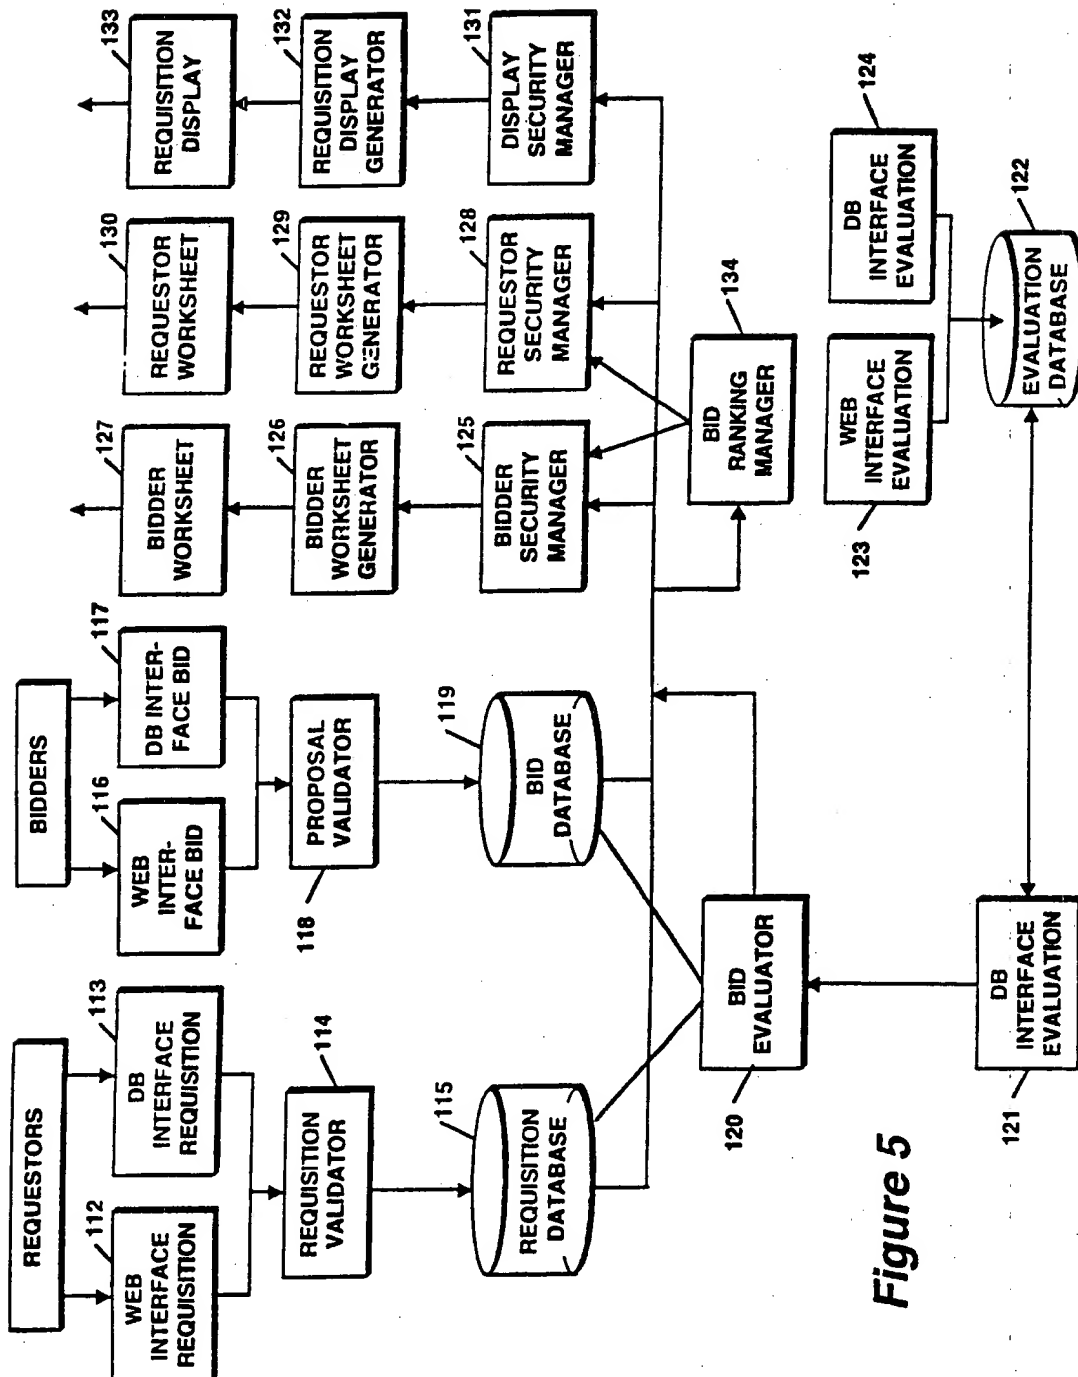 REQUESTORS
112
WEB
INTERFACE
REQUISITION
113
DB
INTERFACE
REQUISITION
REQUISITION
VALIDATOR
114
115
REQUISITION
DATABASE
BIDDERS
116
WEB
INTER-
FACE BID
117
DB INTER-
FACE BID
PROPOSAL
VALIDATOR
118
119
BID
DATABASE
127
BIDDER
WORKSHEET
126
BIDDER
WORKSHEET
GENERATOR
125
BIDDER
SECURITY
MANAGER
130
REQUESTOR
WORKSHEET
129
REQUESTOR
WORKSHEET
GENERATOR
128
REQUESTOR
SECURITY
MANAGER
133
REQUISITION
DISPLAY
132
REQUISITION
DISPLAY
GENERATOR
131
DISPLAY
SECURITY
MANAGER
120
BID
EVALUATOR
BID
RANKING
MANAGER
134
121
DB
INTERFACE
EVALUATION
123
WEB
INTERFACE
EVALUATION
124
DB
INTERFACE
EVALUATION
122
EVALUATION
DATABASE
Figure 5